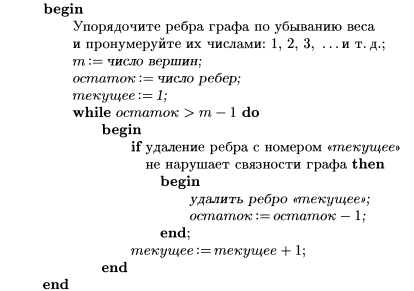 begin
Упорядочите ребра графа по убыванию веса
и пронумеруйте их числами: 1, 2, 3, ... и т. д.;
m := число вершин;
остаток := число ребер;
текущее := 1;
while остаток > m − 1 do
begin
if удаление ребра с номером «текущее»
не нарушает связности графа then
begin
удалить ребро «текущее»;
остаток := остаток − 1;
end;
текущее := текущее + 1;
end
end